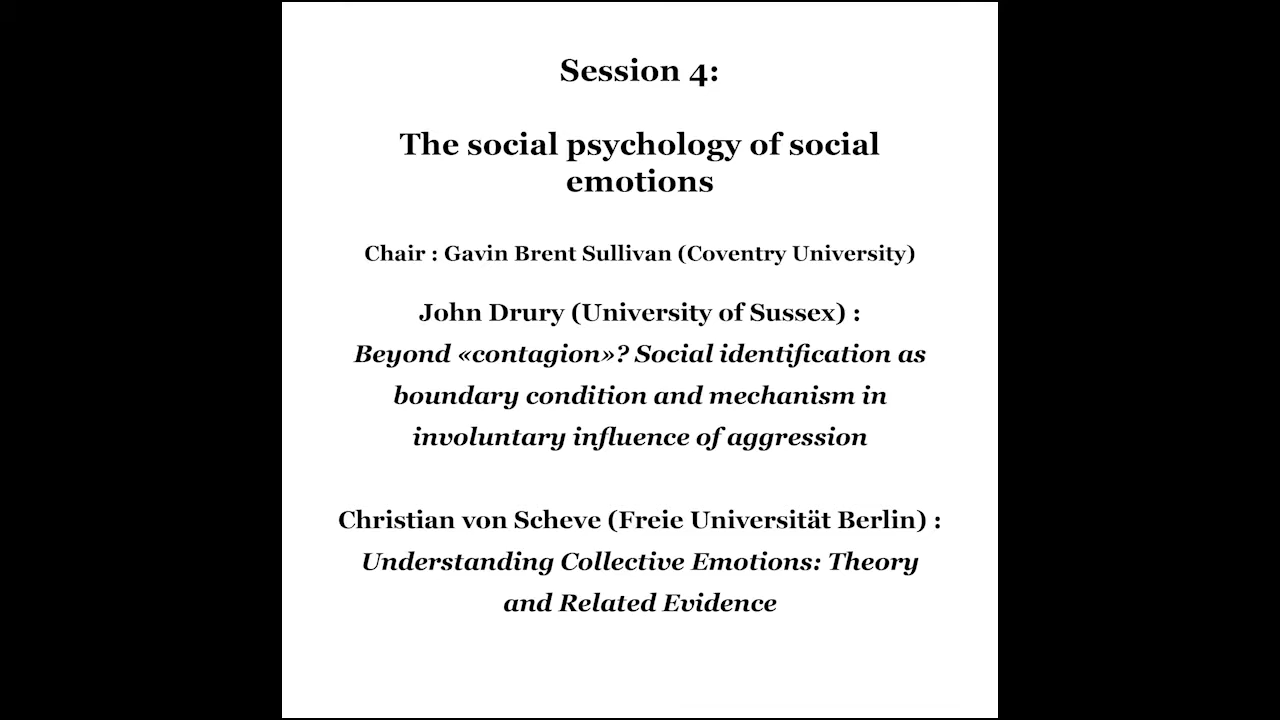 Session 4:
The social psychology of social
emotions
Chair : Gavin Brent Sullivan (Coventry University)
John Drury (University of Sussex) :
Beyond «contagion»? Social identification as
boundary condition and mechanism in
involuntary influence of aggression
Christian von Scheve (Freie Universität Berlin) :
Understanding Collective Emotions: Theory
and Related Evidence